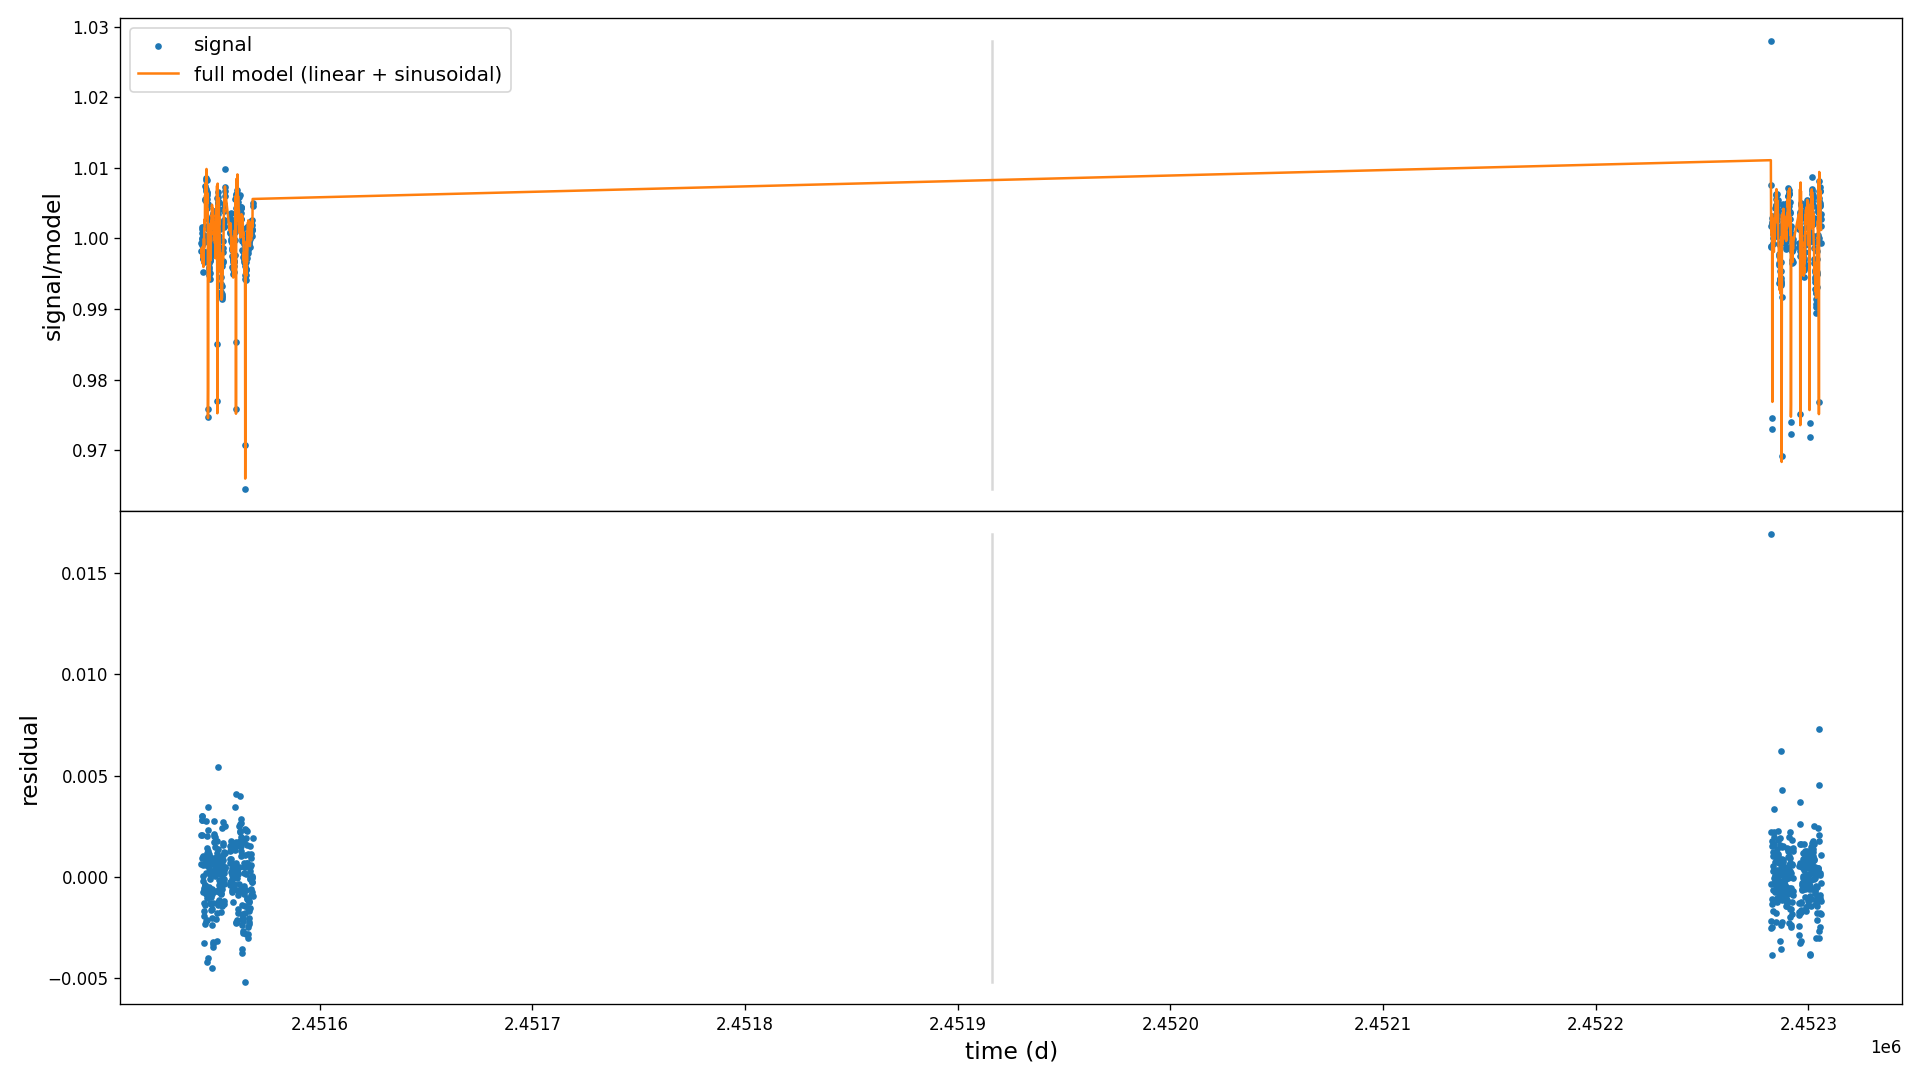 1.03
signal
full model (linear + sinusoidal)
1.02
1.01
1.00
0.99
0.98
0.97
signal/model
0.015
0.010
0.005
0.000
−0.005
residual
2.4516 2.4517 2.4518 2.4519 2.4520 2.4521 2.4522 2.4523
1e6
time (d)